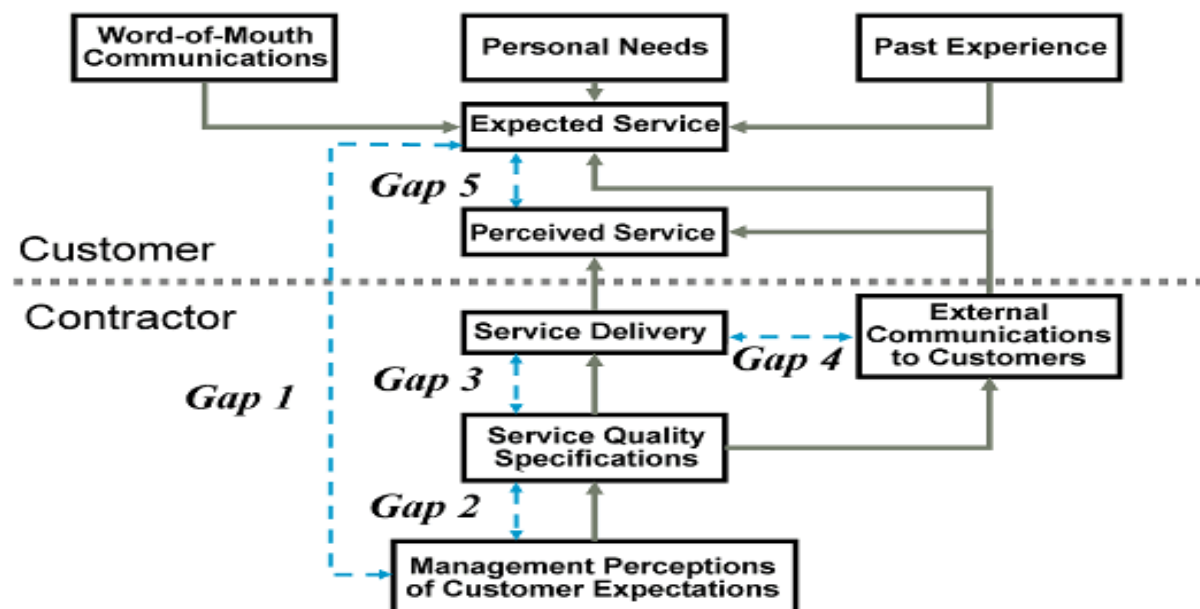 Word-of-Mouth
Communications
Personal Needs
Past Experience
Expected Service
Gap 5
Perceived Service
Customer
Contractor
Service Delivery
External
Communications
to Customers
Gap 4
Gap 3
Gap 1
Service Quality
Specifications
Gap 2
Management Perceptions
of Customer Expectations